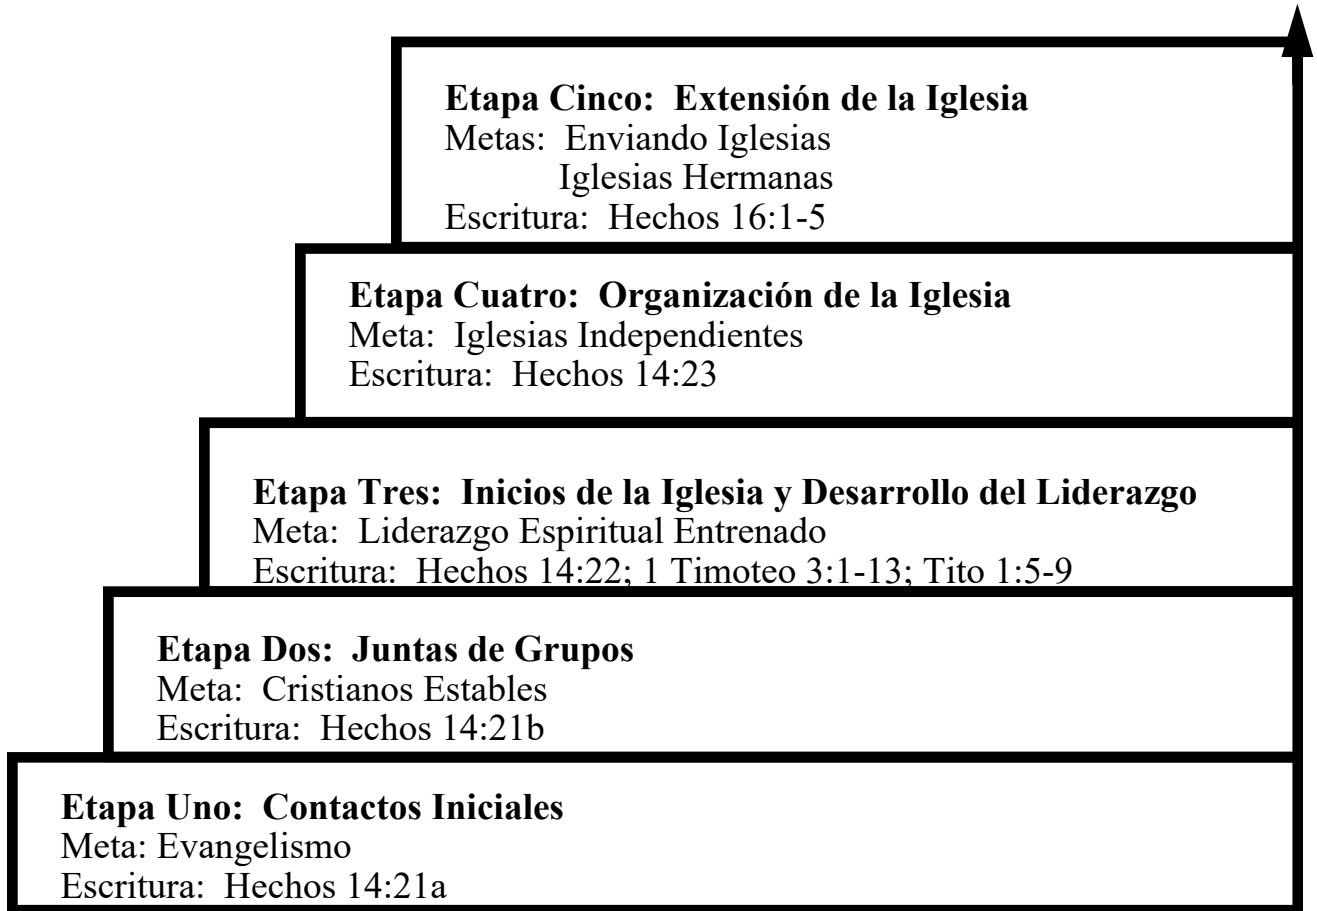 Etapa Cinco:  Extensión de la Iglesia
Metas:  Enviando Iglesias
Iglesias Hermanas
Escritura:  Hechos 16:1-5
Etapa Cuatro:  Organización de la Iglesia
Meta:  Iglesias Independientes
Escritura:  Hechos 14:23
Etapa Tres:  Inicios de la Iglesia y Desarrollo del Liderazgo
Meta:  Liderazgo Espiritual Entrenado
Escritura:  Hechos 14:22; 1 Timoteo 3:1-13; Tito 1:5-9
Etapa Dos:  Juntas de Grupos
Meta:  Cristianos Estables
Escritura:  Hechos 14:21b
Etapa Uno:  Contactos Iniciales
Meta: Evangelismo
Escritura:  Hechos 14:21a